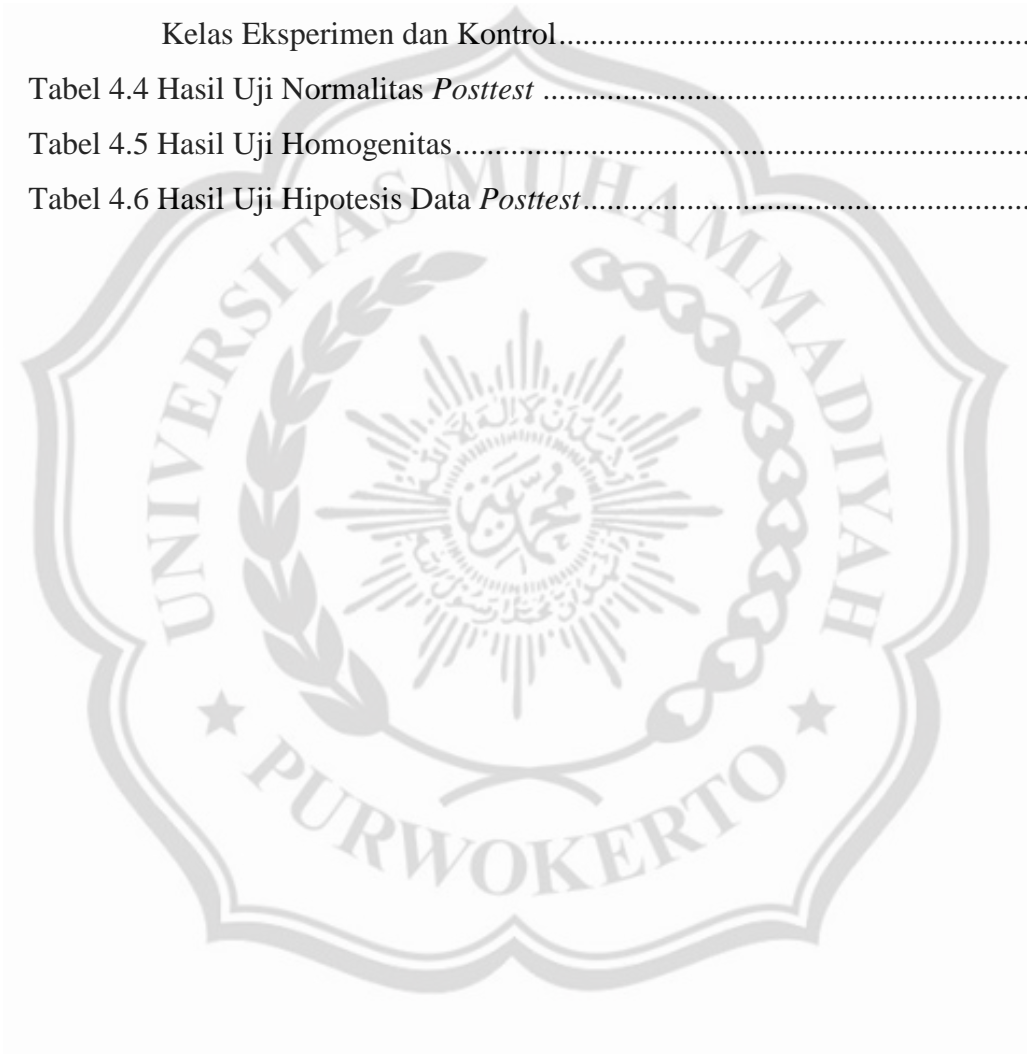 Kelas Eksperimen dan Kontrol..........................................................
Tabel 4.4 Hasil Uji Normalitas Posttest .............................................................
Tabel 4.5 Hasil Uji Homogenitas........................................................................
Tabel 4.6 Hasil Uji Hipotesis Data Posttest........................................................
UNIVERSITAS MUHAMMADIYAH
PURWOKERTO